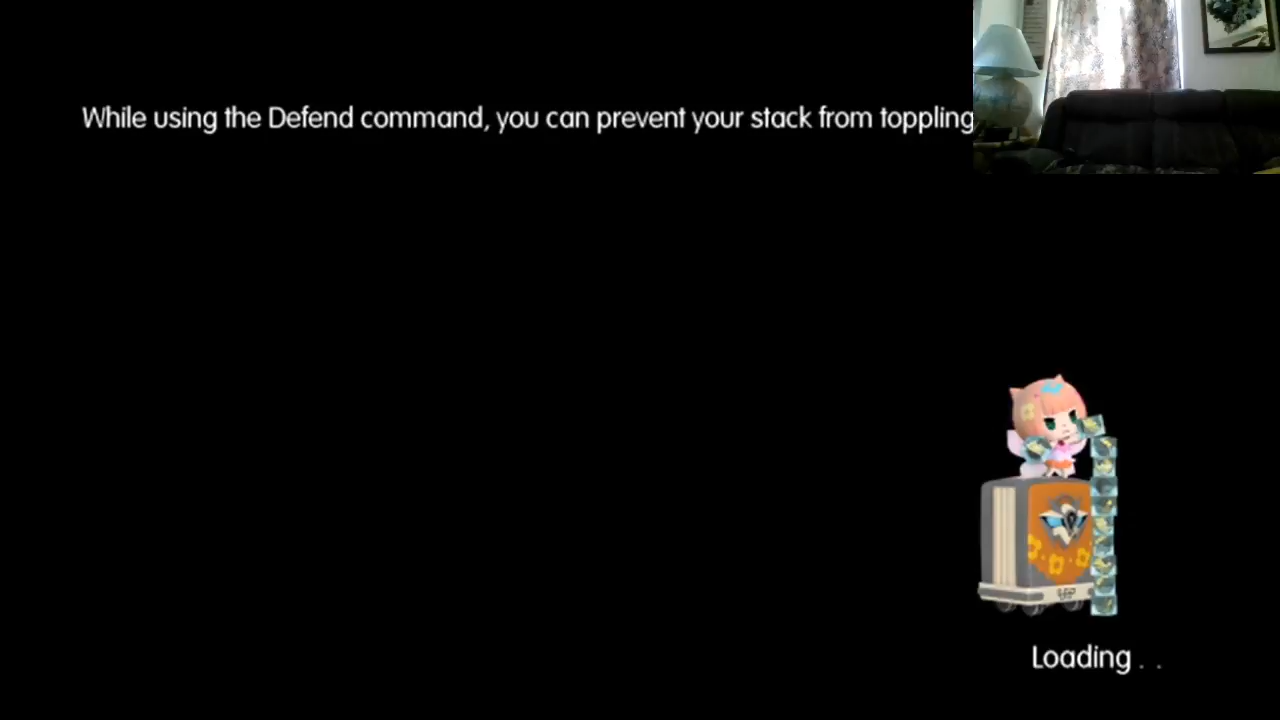 While using the Defend command, you can prevent your stack from toppling
Loading . .